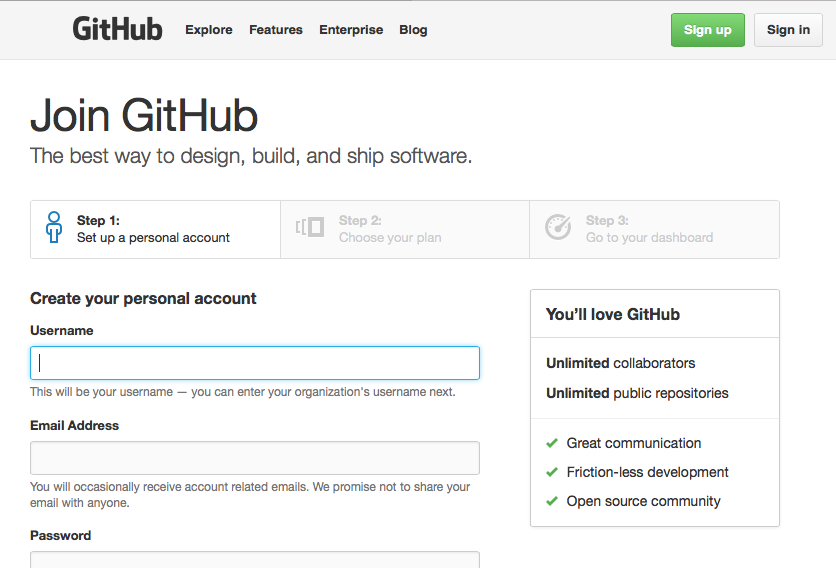 GitHub Explore Features Enterprise Blog Sign up Sign in
Join GitHub
The best way to design, build, and ship software.
Step 1:
Set up a personal account
Step 2:
Choose your plan
Step 3:
Go to your dashboard
Create your personal account
Username
This will be your username — you can enter your organization's username next.
Email Address
You will occasionally receive account related emails. We promise not to share your
email with anyone.
Password
You’ll love GitHub
Unlimited collaborators
Unlimited public repositories
Great communication
Friction-less development
Open source community